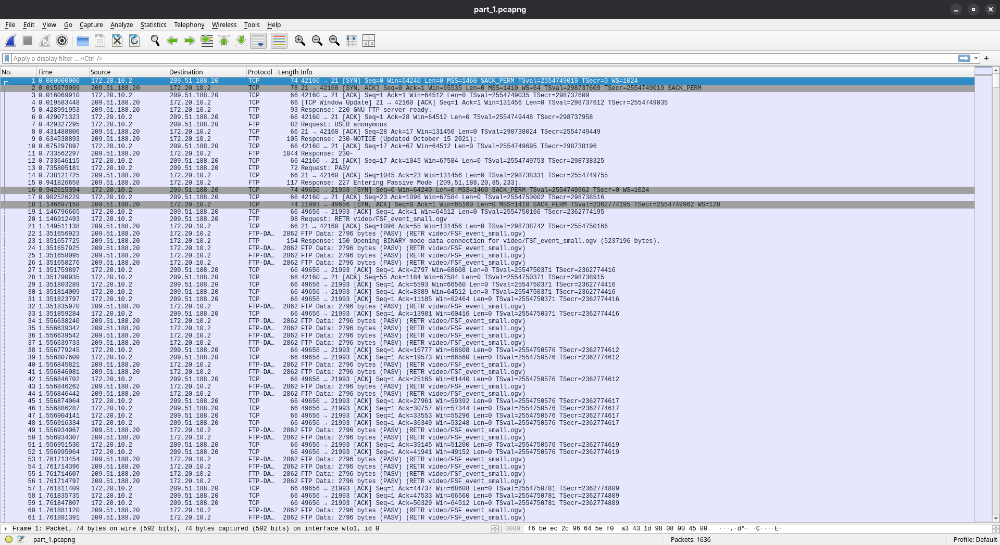 part_1.pcapng
File Edit View Go Capture Analyze Statistics Telephony Wireless Tools Help
Apply a display filter ... <Ctrl-/>
No. Time Source Destination Protocol Length Info
1 0.000000000 172.20.10.2 209.51.188.20 TCP 74 42160 → 21 [SYN] Seq=0 Win=64240 Len=0 MSS=1460 SACK_PERM TSval=2554749019 TSecr=0 WS=1024
2 0.015979099 209.51.188.20 172.20.10.2 TCP 78 21 → 42160 [SYN, ACK] Seq=0 Ack=1 Win=65535 Len=0 MSS=1410 WS=64 TSval=298737609 TSecr=2554749019 SACK_PERM
3 0.016069910 172.20.10.2 209.51.188.20 TCP 66 42160 → 21 [ACK] Seq=1 Ack=1 Win=64512 Len=0 TSval=2554749035 TSecr=298737609
4 0.019583448 209.51.188.20 172.20.10.2 TCP 66 [TCP Window Update] 21 → 42160 [ACK] Seq=1 Ack=1 Win=131456 Len=0 TSval=298737612 TSecr=2554749035
5 0.428991953 209.51.188.20 172.20.10.2 FTP 93 Response: 220 GNU FTP server ready.
6 0.429071323 172.20.10.2 209.51.188.20 TCP 66 42160 → 21 [ACK] Seq=1 Ack=28 Win=64512 Len=0 TSval=2554749448 TSecr=298737958
7 0.429327295 172.20.10.2 209.51.188.20 FTP 82 Request: USER anonymous
8 0.431488806 209.51.188.20 172.20.10.2 TCP 66 21 → 42160 [ACK] Seq=28 Ack=17 Win=131456 Len=0 TSval=298738024 TSecr=2554749449
9 0.634538893 209.51.188.20 172.20.10.2 FTP 105 Response: 230-NOTICE (Updated October 15 2021):
10 0.675297897 172.20.10.2 209.51.188.20 TCP 66 42160 → 21 [ACK] Seq=17 Ack=67 Win=64512 Len=0 TSval=2554749695 TSecr=298738196
11 0.733562297 209.51.188.20 172.20.10.2 FTP 1044 Response: 230-
12 0.733646115 172.20.10.2 209.51.188.20 TCP 66 42160 → 21 [ACK] Seq=17 Ack=1045 Win=67584 Len=0 TSval=2554749753 TSecr=298738325
13 0.735805181 172.20.10.2 209.51.188.20 FTP 72 Request: PASV
14 0.738121725 209.51.188.20 172.20.10.2 TCP 66 21 → 42160 [ACK] Seq=1045 Ack=23 Win=131456 Len=0 TSval=298738331 TSecr=2554749755
15 0.941826658 209.51.188.20 172.20.10.2 FTP 117 Response: 227 Entering Passive Mode (209,51,188,20,85,233).
16 0.942615394 172.20.10.2 209.51.188.20 TCP 74 49656 → 21993 [SYN] Seq=0 Win=64240 Len=0 MSS=1460 SACK_PERM TSval=2554749962 TSecr=0 WS=1024
17 0.982526229 172.20.10.2 209.51.188.20 TCP 66 42160 → 21 [ACK] Seq=23 Ack=1096 Win=67584 Len=0 TSval=2554750002 TSecr=298738516
18 1.146697158 209.51.188.20 172.20.10.2 TCP 74 21993 → 49656 [SYN, ACK] Seq=0 Ack=1 Win=65160 Len=0 MSS=1410 SACK_PERM TSval=2362774195 TSecr=2554749962 WS=128
19 1.146796665 172.20.10.2 209.51.188.20 TCP 66 49656 → 21993 [ACK] Seq=1 Ack=1 Win=64512 Len=0 TSval=2554750166 TSecr=2362774195
20 1.146912493 172.20.10.2 209.51.188.20 FTP 98 Request: RETR video/FSF_event_small.ogv
21 1.149511138 209.51.188.20 172.20.10.2 TCP 66 21 → 42160 [ACK] Seq=1096 Ack=55 Win=131456 Len=0 TSval=298738742 TSecr=2554750166
22 1.351656923 209.51.188.20 172.20.10.2 FTP-DA… 2862 FTP Data: 2796 bytes (PASV) (RETR video/FSF_event_small.ogv)
23 1.351657725 209.51.188.20 172.20.10.2 FTP 154 Response: 150 Opening BINARY mode data connection for video/FSF_event_small.ogv (5237196 bytes).
24 1.351657925 209.51.188.20 172.20.10.2 FTP-DA… 2862 FTP Data: 2796 bytes (PASV) (RETR video/FSF_event_small.ogv)
25 1.351658095 209.51.188.20 172.20.10.2 FTP-DA… 2862 FTP Data: 2796 bytes (PASV) (RETR video/FSF_event_small.ogv)
26 1.351658276 209.51.188.20 172.20.10.2 FTP-DA… 2862 FTP Data: 2796 bytes (PASV) (RETR video/FSF_event_small.ogv)
27 1.351759897 172.20.10.2 209.51.188.20 TCP 66 49656 → 21993 [ACK] Seq=1 Ack=2797 Win=68608 Len=0 TSval=2554750371 TSecr=2362774416
28 1.351790935 172.20.10.2 209.51.188.20 TCP 66 42160 → 21 [ACK] Seq=55 Ack=1184 Win=67584 Len=0 TSval=2554750371 TSecr=298738915
29 1.351803289 172.20.10.2 209.51.188.20 TCP 66 49656 → 21993 [ACK] Seq=1 Ack=5593 Win=66560 Len=0 TSval=2554750371 TSecr=2362774416
30 1.351814009 172.20.10.2 209.51.188.20 TCP 66 49656 → 21993 [ACK] Seq=1 Ack=8389 Win=64512 Len=0 TSval=2554750371 TSecr=2362774416
31 1.351823797 172.20.10.2 209.51.188.20 TCP 66 49656 → 21993 [ACK] Seq=1 Ack=11185 Win=62464 Len=0 TSval=2554750371 TSecr=2362774416
32 1.351835970 209.51.188.20 172.20.10.2 FTP-DA… 2862 FTP Data: 2796 bytes (PASV) (RETR video/FSF_event_small.ogv)
33 1.351859284 172.20.10.2 209.51.188.20 TCP 66 49656 → 21993 [ACK] Seq=1 Ack=13981 Win=60416 Len=0 TSval=2554750371 TSecr=2362774416
34 1.556638240 209.51.188.20 172.20.10.2 FTP-DA… 2862 FTP Data: 2796 bytes (PASV) (RETR video/FSF_event_small.ogv)
35 1.556639342 209.51.188.20 172.20.10.2 FTP-DA… 2862 FTP Data: 2796 bytes (PASV) (RETR video/FSF_event_small.ogv)
36 1.556639542 209.51.188.20 172.20.10.2 FTP-DA… 2862 FTP Data: 2796 bytes (PASV) (RETR video/FSF_event_small.ogv)
37 1.556639733 209.51.188.20 172.20.10.2 FTP-DA… 2862 FTP Data: 2796 bytes (PASV) (RETR video/FSF_event_small.ogv)
38 1.556779245 172.20.10.2 209.51.188.20 TCP 66 49656 → 21993 [ACK] Seq=1 Ack=16777 Win=68608 Len=0 TSval=2554750576 TSecr=2362774612
39 1.556807609 172.20.10.2 209.51.188.20 TCP 66 49656 → 21993 [ACK] Seq=1 Ack=19573 Win=66560 Len=0 TSval=2554750576 TSecr=2362774612
40 1.556845821 209.51.188.20 172.20.10.2 FTP-DA… 2862 FTP Data: 2796 bytes (PASV) (RETR video/FSF_event_small.ogv)
41 1.556846081 209.51.188.20 172.20.10.2 FTP-DA… 2862 FTP Data: 2796 bytes (PASV) (RETR video/FSF_event_small.ogv)
42 1.556846702 172.20.10.2 209.51.188.20 TCP 66 49656 → 21993 [ACK] Seq=1 Ack=25165 Win=61440 Len=0 TSval=2554750576 TSecr=2362774612
43 1.556846262 209.51.188.20 172.20.10.2 FTP-DA… 2862 FTP Data: 2796 bytes (PASV) (RETR video/FSF_event_small.ogv)
44 1.556846442 209.51.188.20 172.20.10.2 FTP-DA… 2862 FTP Data: 2796 bytes (PASV) (RETR video/FSF_event_small.ogv)
45 1.556874064 172.20.10.2 209.51.188.20 TCP 66 49656 → 21993 [ACK] Seq=1 Ack=27961 Win=59392 Len=0 TSval=2554750576 TSecr=2362774617
46 1.556886287 172.20.10.2 209.51.188.20 TCP 66 49656 → 21993 [ACK] Seq=1 Ack=30757 Win=57344 Len=0 TSval=2554750576 TSecr=2362774617
47 1.556904141 172.20.10.2 209.51.188.20 TCP 66 49656 → 21993 [ACK] Seq=1 Ack=33553 Win=55296 Len=0 TSval=2554750576 TSecr=2362774617
48 1.556916334 172.20.10.2 209.51.188.20 TCP 66 49656 → 21993 [ACK] Seq=1 Ack=36349 Win=53248 Len=0 TSval=2554750576 TSecr=2362774617
49 1.556934067 209.51.188.20 172.20.10.2 FTP-DA… 2862 FTP Data: 2796 bytes (PASV) (RETR video/FSF_event_small.ogv)
50 1.556934307 209.51.188.20 172.20.10.2 FTP-DA… 2862 FTP Data: 2796 bytes (PASV) (RETR video/FSF_event_small.ogv)
51 1.556951530 172.20.10.2 209.51.188.20 TCP 66 49656 → 21993 [ACK] Seq=1 Ack=39145 Win=51200 Len=0 TSval=2554750576 TSecr=2362774619
52 1.556995964 172.20.10.2 209.51.188.20 TCP 66 49656 → 21993 [ACK] Seq=1 Ack=41941 Win=49152 Len=0 TSval=2554750576 TSecr=2362774619
53 1.761713454 209.51.188.20 172.20.10.2 FTP-DA… 2862 FTP Data: 2796 bytes (PASV) (RETR video/FSF_event_small.ogv)
54 1.761714396 209.51.188.20 172.20.10.2 FTP-DA… 2862 FTP Data: 2796 bytes (PASV) (RETR video/FSF_event_small.ogv)
55 1.761714607 209.51.188.20 172.20.10.2 FTP-DA… 2862 FTP Data: 2796 bytes (PASV) (RETR video/FSF_event_small.ogv)
56 1.761714797 209.51.188.20 172.20.10.2 FTP-DA… 2862 FTP Data: 2796 bytes (PASV) (RETR video/FSF_event_small.ogv)
57 1.761811409 172.20.10.2 209.51.188.20 TCP 66 49656 → 21993 [ACK] Seq=1 Ack=44737 Win=68608 Len=0 TSval=2554750781 TSecr=2362774809
58 1.761835735 172.20.10.2 209.51.188.20 TCP 66 49656 → 21993 [ACK] Seq=1 Ack=47533 Win=66560 Len=0 TSval=2554750781 TSecr=2362774809
59 1.761847807 172.20.10.2 209.51.188.20 TCP 66 49656 → 21993 [ACK] Seq=1 Ack=50329 Win=64512 Len=0 TSval=2554750781 TSecr=2362774809
60 1.761881120 209.51.188.20 172.20.10.2 FTP-DA… 2862 FTP Data: 2796 bytes (PASV) (RETR video/FSF_event_small.ogv)
61 1.761881391 209.51.188.20 172.20.10.2 FTP-DA… 2862 FTP Data: 2796 bytes (PASV) (RETR video/FSF_event_small.ogv)
Frame 1: Packet, 74 bytes on wire (592 bits), 74 bytes captured (592 bits) on interface wlo1, id 0
0000 f6 be ec 2c 96 64 5e f0 a3 43 1d 98 08 00 45 00 ···,·d^· ·C····E·
part_1.pcapng
Packets: 1636
Profile: Default